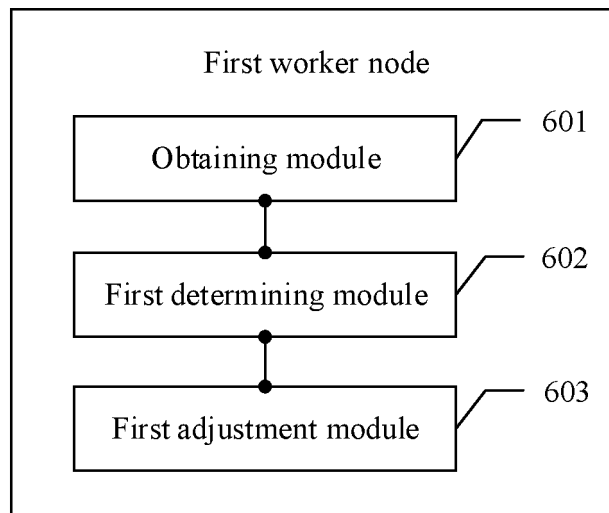 First worker node
601
Obtaining module
602
First determining module
603
First adjustment module